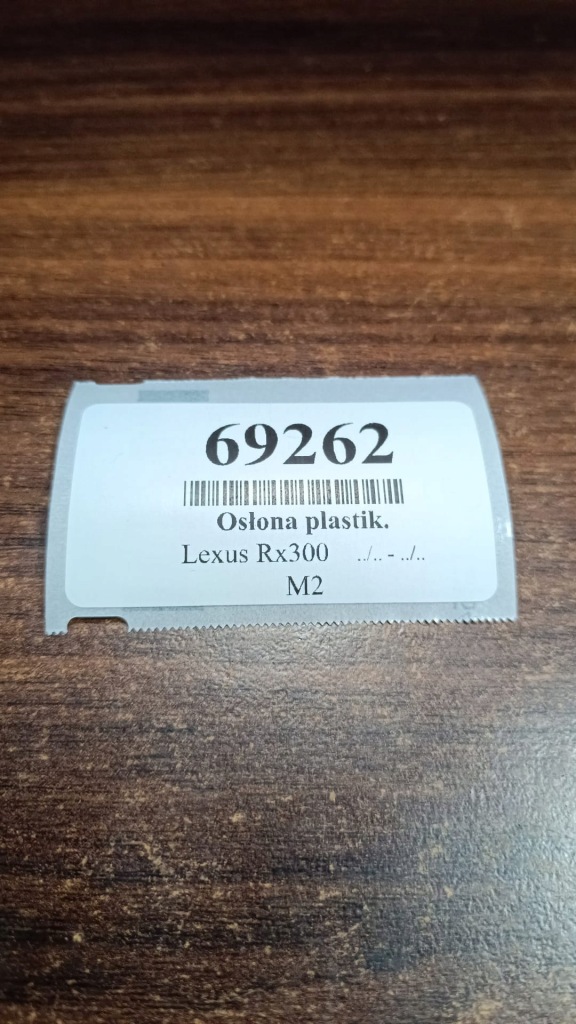 69262
Osłona plastik.
Lexus Rx300 ../.. - ../..
M2